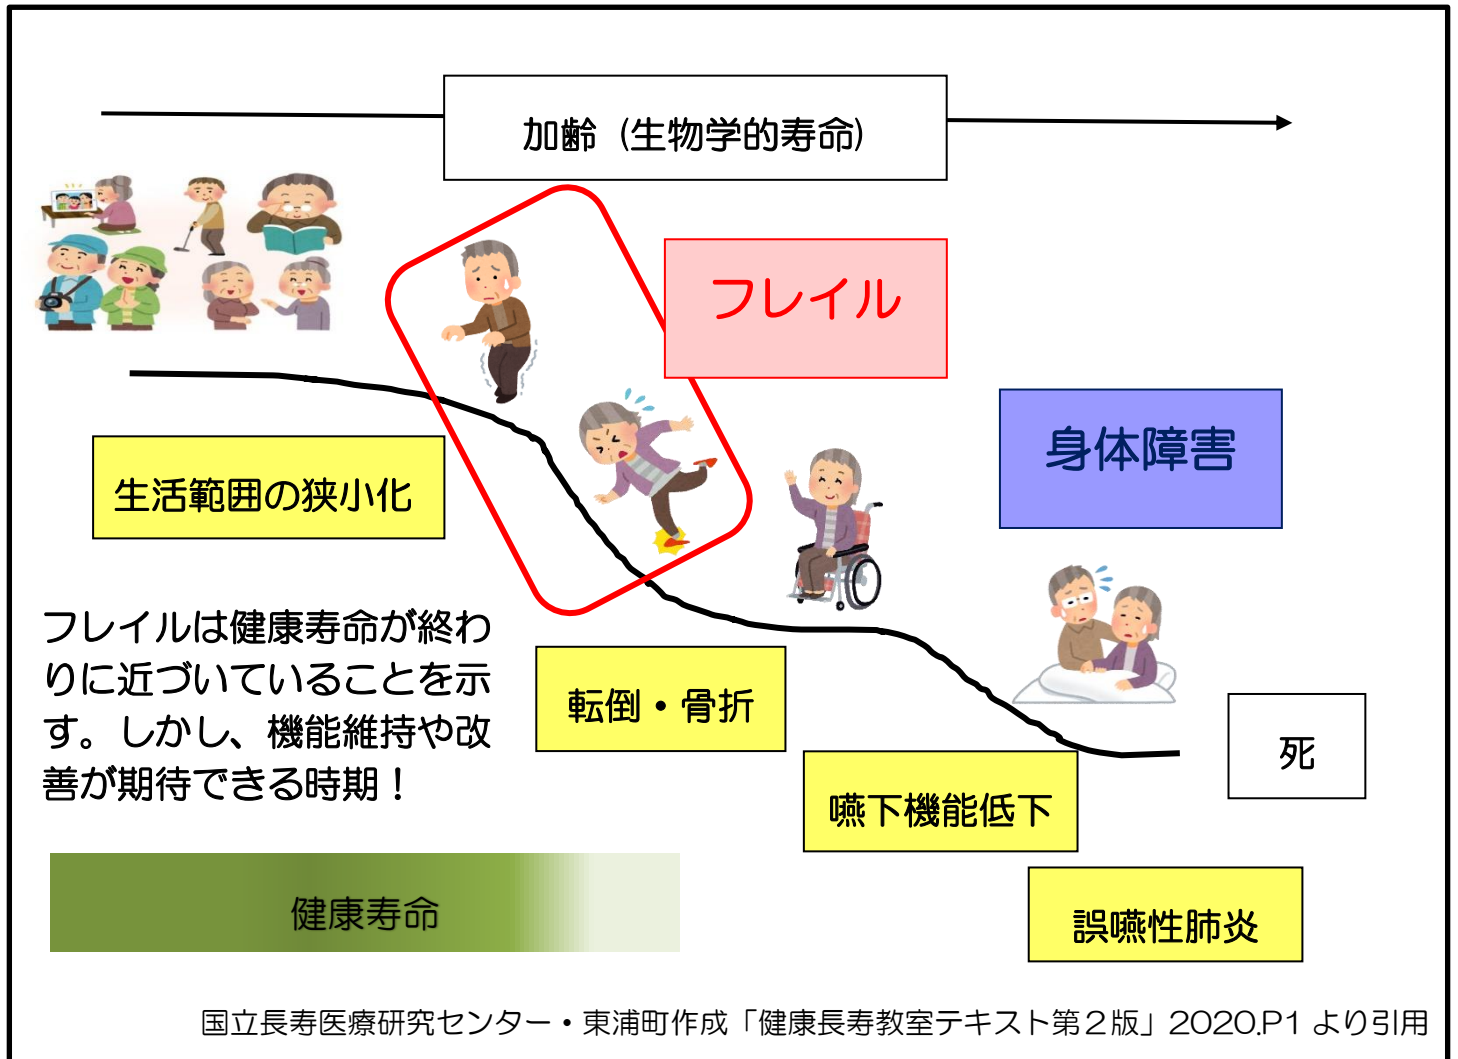 加齢（生物学的寿命）
フレイル
身体障害
生活範囲の狭小化
フレイルは健康寿命が終わ
りに近づいていることを示
す。しかし、機能維持や改
善が期待できる時期！
転倒・骨折
死
嚥下機能低下
健康寿命
誤嚥性肺炎
国立長寿医療研究センター・東浦町作成「健康長寿教室テキスト第２版」2020.P1 より引用